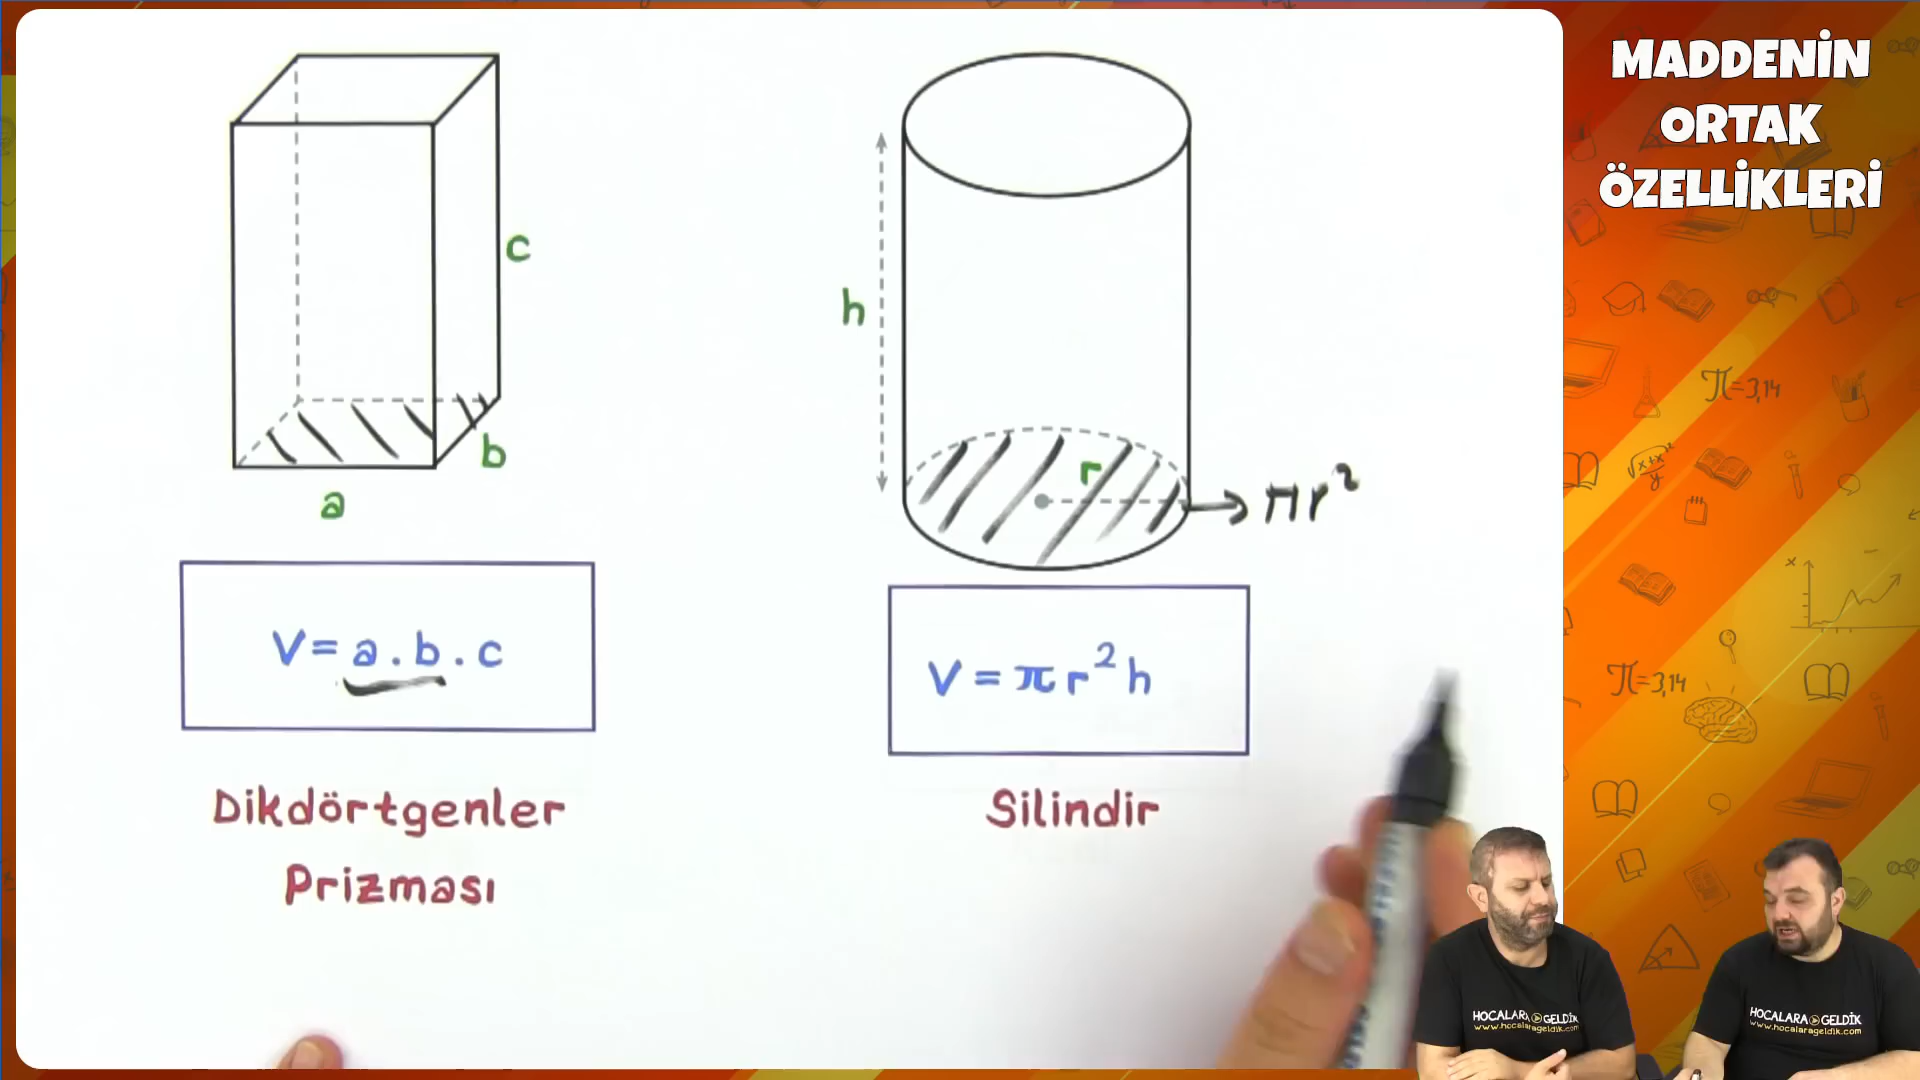 MADDENİN
ORTAK
ÖZELLİKLERİ
c
b
a
V = a . b . c
Dikdörtgenler
Prizması
h
r
πr²
V = π r² h
Silindir
π=3,14
x
π=3,14
HOCALARA GELDİK
www.hocalarageldik.com
HOCALARA GELDİK
www.hocalarageldik.com